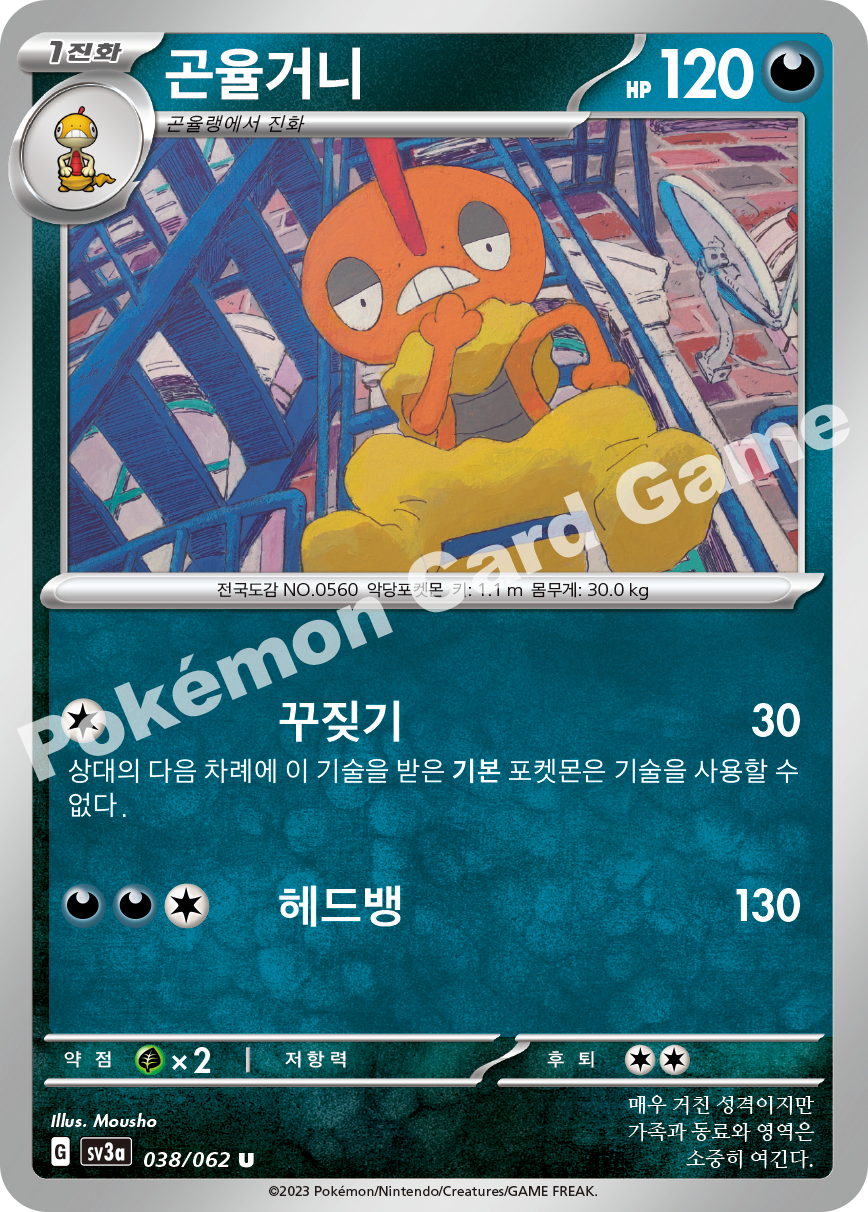 1진화
곤율거니
HP 120
곤율랭에서 진화
전국도감 NO.0560 악당포켓몬 키: 1.1 m 몸무게: 30.0 kg
Pokémon Card Game
꾸짖기 30
상대의 다음 차례에 이 기술을 받은 기본 포켓몬은 기술을 사용할 수
없다.
헤드뱅 130
약점 ×2 저항력 후퇴
매우 거친 성격이지만
가족과 동료와 영역은
소중히 여긴다.
Illus. Mousho
G sv3a 038/062 U
©2023 Pokémon/Nintendo/Creatures/GAME FREAK.